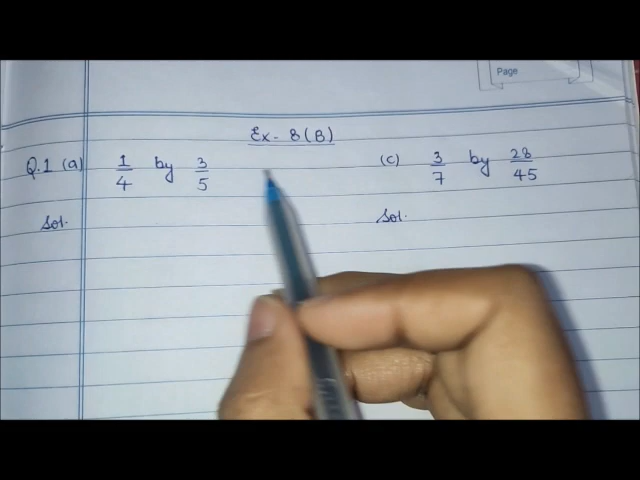 Page
Ex- 8(B)
Q.1 (a) 1/4 by 3/5
(c) 3/7 by 28/45
Sol.
Sol.